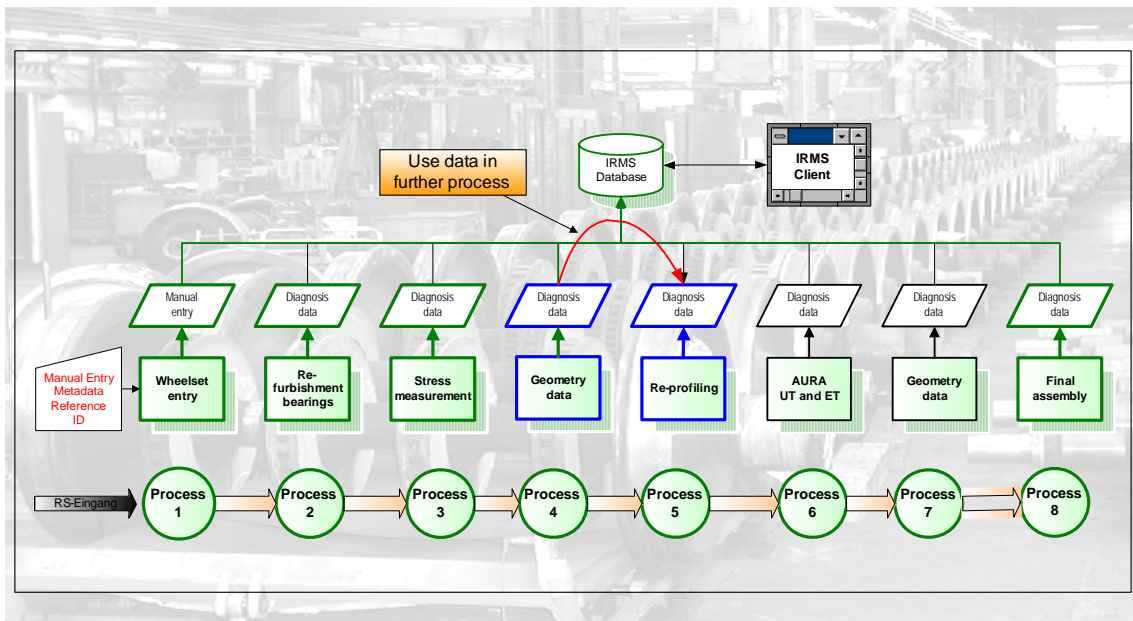 Use data in
further process
IRMS
Database
IRMS
Client
Manual
entry
Diagnosis
data
Diagnosis
data
Diagnosis
data
Diagnosis
data
Diagnosis
data
Diagnosis
data
Diagnosis
data
Manual Entry
Metadata
Reference
ID
Wheelset
entry
Re-
furbishment
bearings
Stress
measurement
Geometry
data
Re-profiling
AURA
UT and ET
Geometry
data
Final
assembly
RS-Eingang
Process
1
Process
2
Process
3
Process
4
Process
5
Process
6
Process
7
Process
8